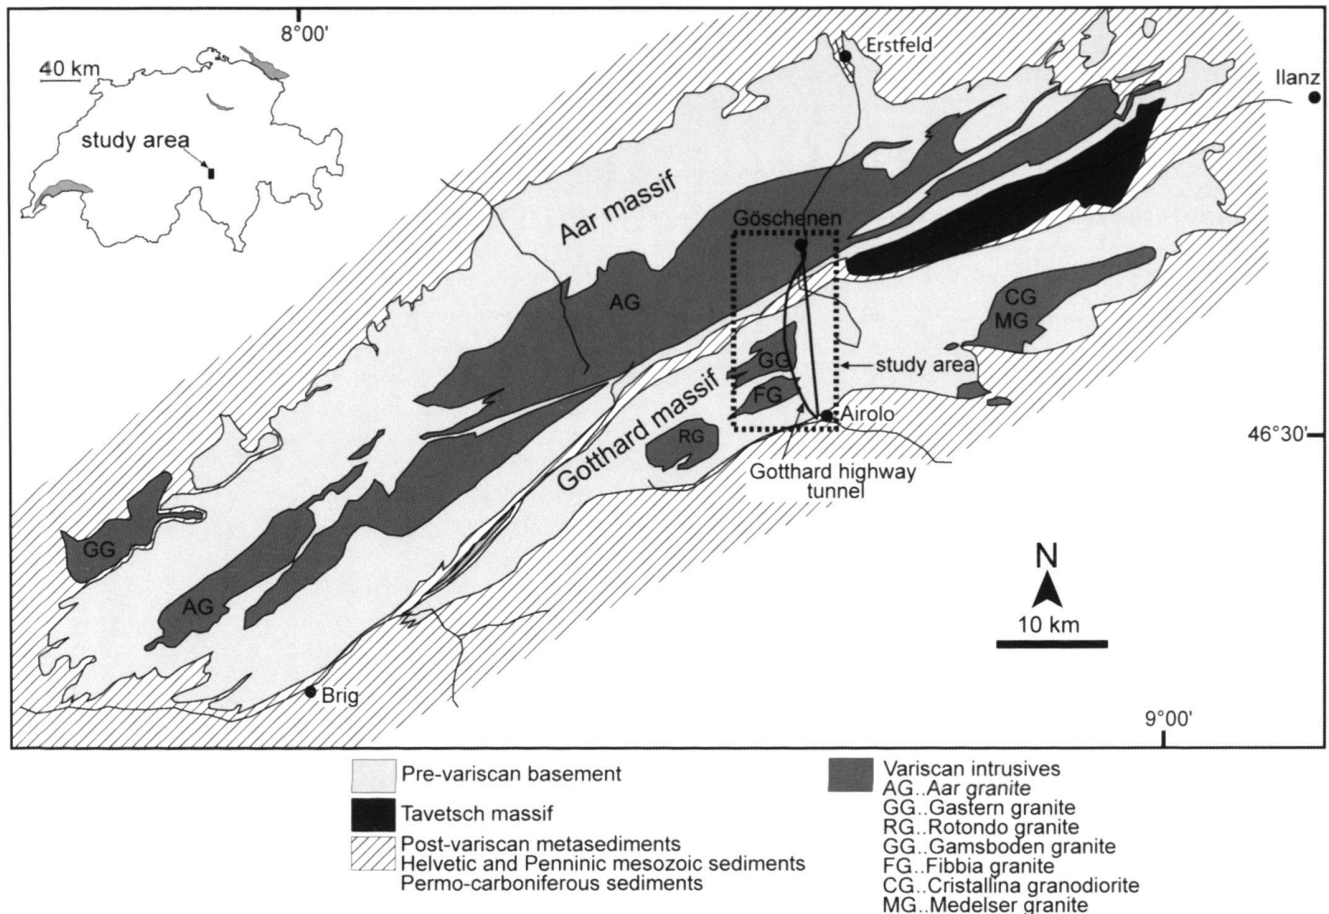 8°00'
40 km
study area
Erstfeld
Ilanz
Aar massif
Göschenen
AG
CG
MG
GG
study area
FG
Airolo
RG
Gotthard massif
46°30'
Gotthard highway
tunnel
GG
AG
N
10 km
Brig
9°00'
Pre-variscan basement
Tavetsch massif
Post-variscan metasediments
Helvetic and Penninic mesozoic sediments
Permo-carboniferous sediments
Variscan intrusives
AG..Aar granite
GG..Gastern granite
RG..Rotondo granite
GG..Gamsboden granite
FG..Fibbia granite
CG..Cristallina granodiorite
MG..Medelser granite